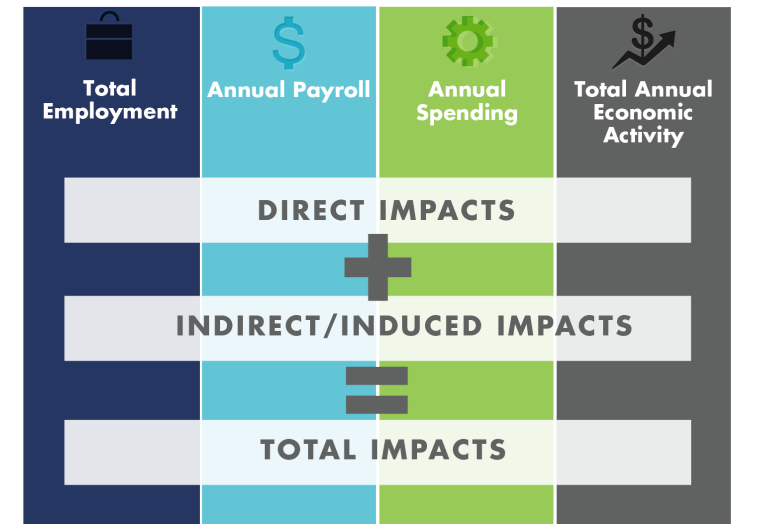 Total
Employment
Annual Payroll
Annual
Spending
Total Annual
Economic
Activity
DIRECT IMPACTS
+
INDIRECT/INDUCED IMPACTS
=
TOTAL IMPACTS